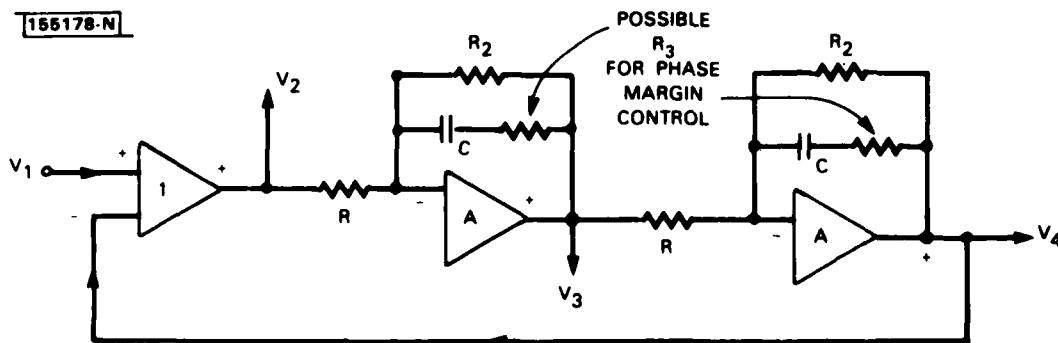 155178-N
POSSIBLE
R3
FOR PHASE
MARGIN
CONTROL
R2
R2
V2
C
C
V1
+
-
1
+
R
-
A
+
R
-
A
+
V4
V3